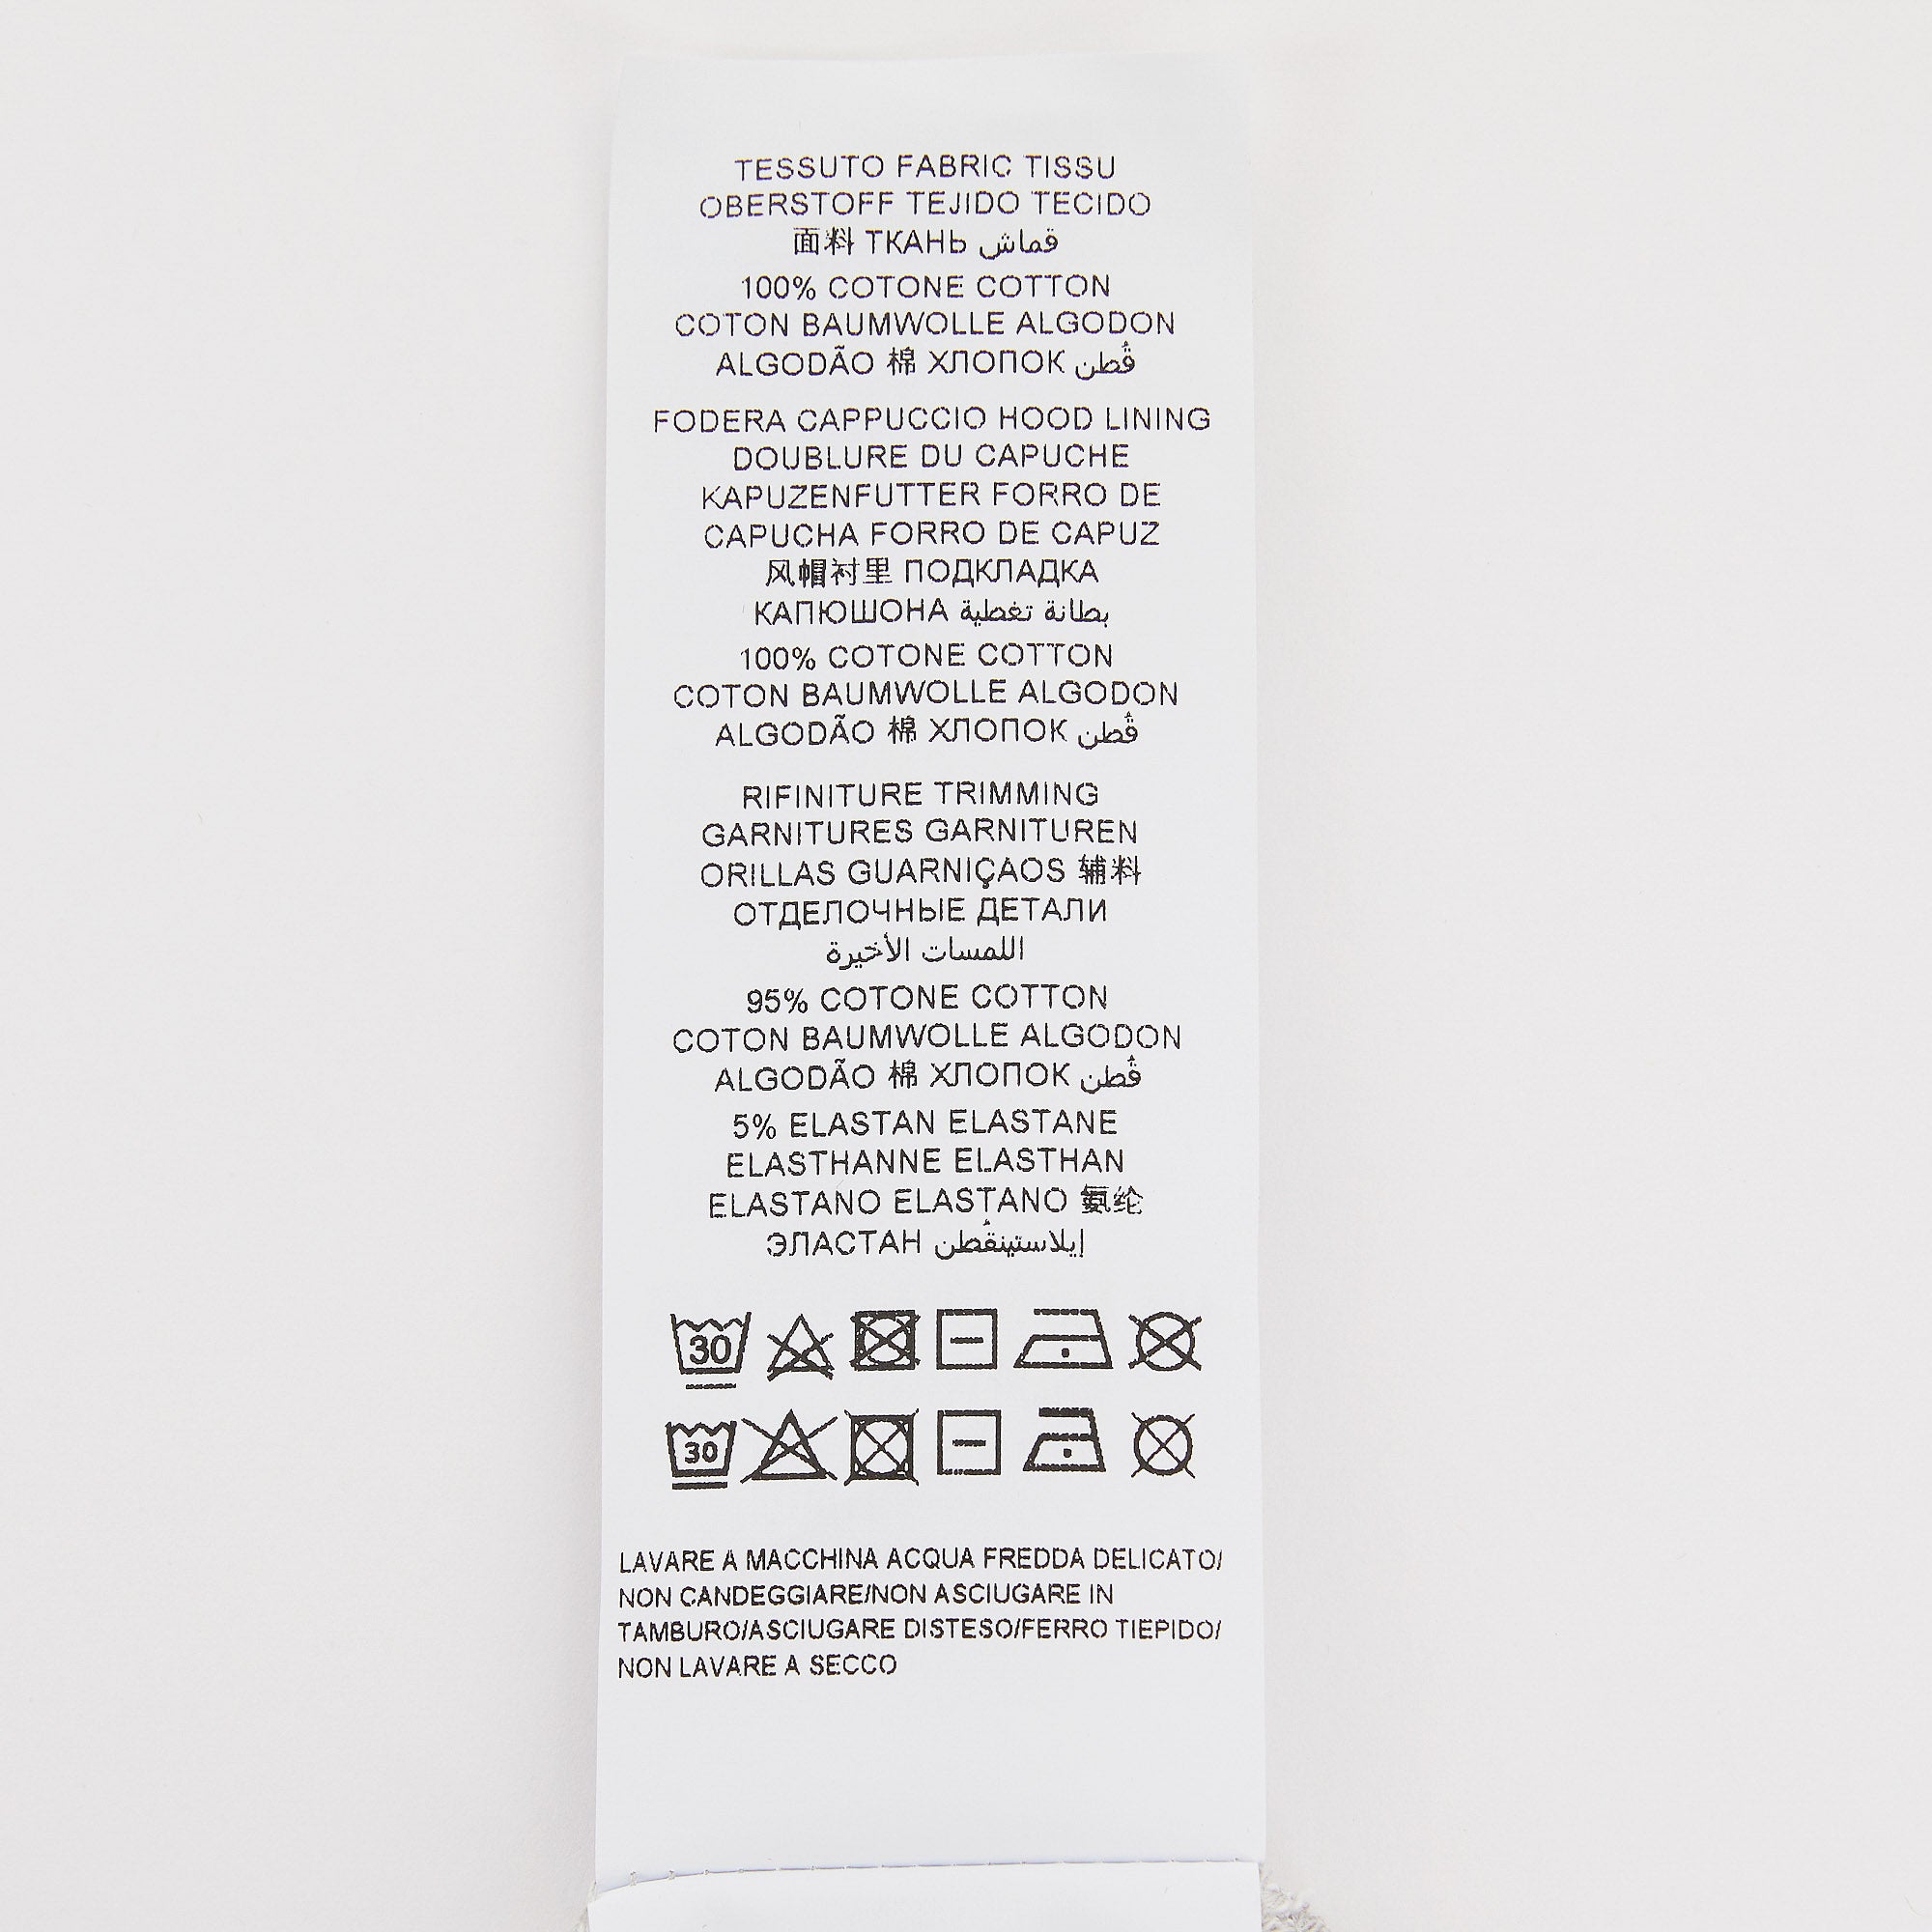 TESSUTO FABRIC TISSU
OBERSTOFF TEJIDO TECIDO
面料 ТКАНЬ قماش
100% COTONE COTTON
COTON BAUMWOLLE ALGODON
ALGODÃO 棉 ХЛОПОК قُطن
FODERA CAPPUCCIO HOOD LINING
DOUBLURE DU CAPUCHE
KAPUZENFUTTER FORRO DE
CAPUCHA FORRO DE CAPUZ
风帽衬里 ПОДКЛАДКА
КАПЮШОНА بطانة تغطية
100% COTONE COTTON
COTON BAUMWOLLE ALGODON
ALGODÃO 棉 ХЛОПОК قُطن
RIFINITURE TRIMMING
GARNITURES GARNITUREN
ORILLAS GUARNIÇAOS 辅料
ОТДЕЛОЧНЫЕ ДЕТАЛИ
اللمسات الأخيرة
95% COTONE COTTON
COTON BAUMWOLLE ALGODON
ALGODÃO 棉 ХЛОПОК قُطن
5% ELASTAN ELASTANE
ELASTHANNE ELASTHAN
ELASTANO ELASTANO 氨纶
ЭЛАСТАН إيلاستينقُطن
30
30
LAVARE A MACCHINA ACQUA FREDDA DELICATO/
NON CANDEGGIARE/NON ASCIUGARE IN
TAMBURO/ASCIUGARE DISTESO/FERRO TIEPIDO/
NON LAVARE A SECCO